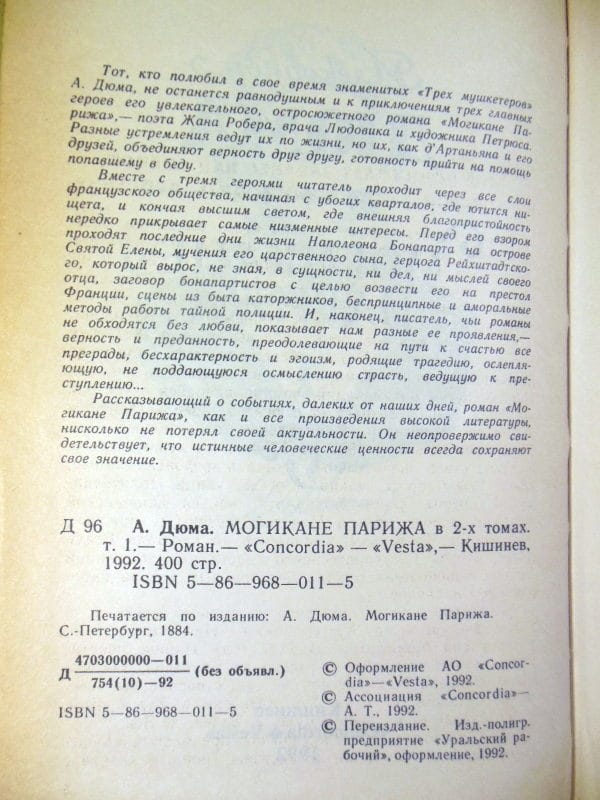 Тот, кто полюбил в свое время знаменитых «Трех мушкетеров»
А. Дюма, не останется равнодушным и к приключениям трех главных
героев его увлекательного, остросюжетного романа «Могикане Па-
рижа»,— поэта Жана Робера, врача Людовика и художника Петрюса.
Разные устремления ведут их по жизни, но их, как д'Артаньяна и его
друзей, объединяют верность друг другу, готовность прийти на помощь
попавшему в беду.
Вместе с тремя героями читатель проходит через все слои
французского общества, начиная с убогих кварталов, где ютится ни-
щета, и кончая высшим светом, где внешняя благопристойность
нередко прикрывает самые низменные интересы. Перед его взором
проходят последние дни жизни Наполеона Бонапарта на острове
Святой Елены, мучения его царственного сына, герцога Рейхштадтско-
го, который вырос, не зная, в сущности, ни дел, ни мыслей своего
отца, заговор бонапартистов с целью возвести его на престол
Франции, сцены из быта каторжников, беспринципные и аморальные
методы работы тайной полиции. И, наконец, писатель, чьи романы
не обходятся без любви, показывает нам разные ее проявления,—
верность и преданность, преодолевающие на пути к счастью все
преграды, бесхарактерность и эгоизм, родящие трагедию, ослепля-
ющую, не поддающуюся осмыслению страсть, ведущую к пре-
ступлению...
Рассказывающий о событиях, далеких от наших дней, роман «Мо-
гикане Парижа», как и все произведения высокой литературы,
нисколько не потерял своей актуальности. Он неопровержимо сви-
детельствует, что истинные человеческие ценности всегда сохраняют
свое значение.
Д 96 А. Дюма. МОГИКАНЕ ПАРИЖА в 2-х томах.
т. 1.— Роман.— «Concordia» — «Vesta»,— Кишинев,
1992. 400 стр.
ISBN 5—86—968—011—5
Печатается по изданию: А. Дюма. Могикане Парижа.
С.-Петербург, 1884.
Д 4703000000—011
754(10)—92 (без объявл.)
ISBN 5—86—968—011—5
© Оформление АО «Concor-
dia»—«Vesta», 1992.
© Ассоциация «Concordia»—
А. Т., 1992.
© Переиздание. Изд.-полигр-
предприятие «Уральский ра-
бочий», оформление, 1992.